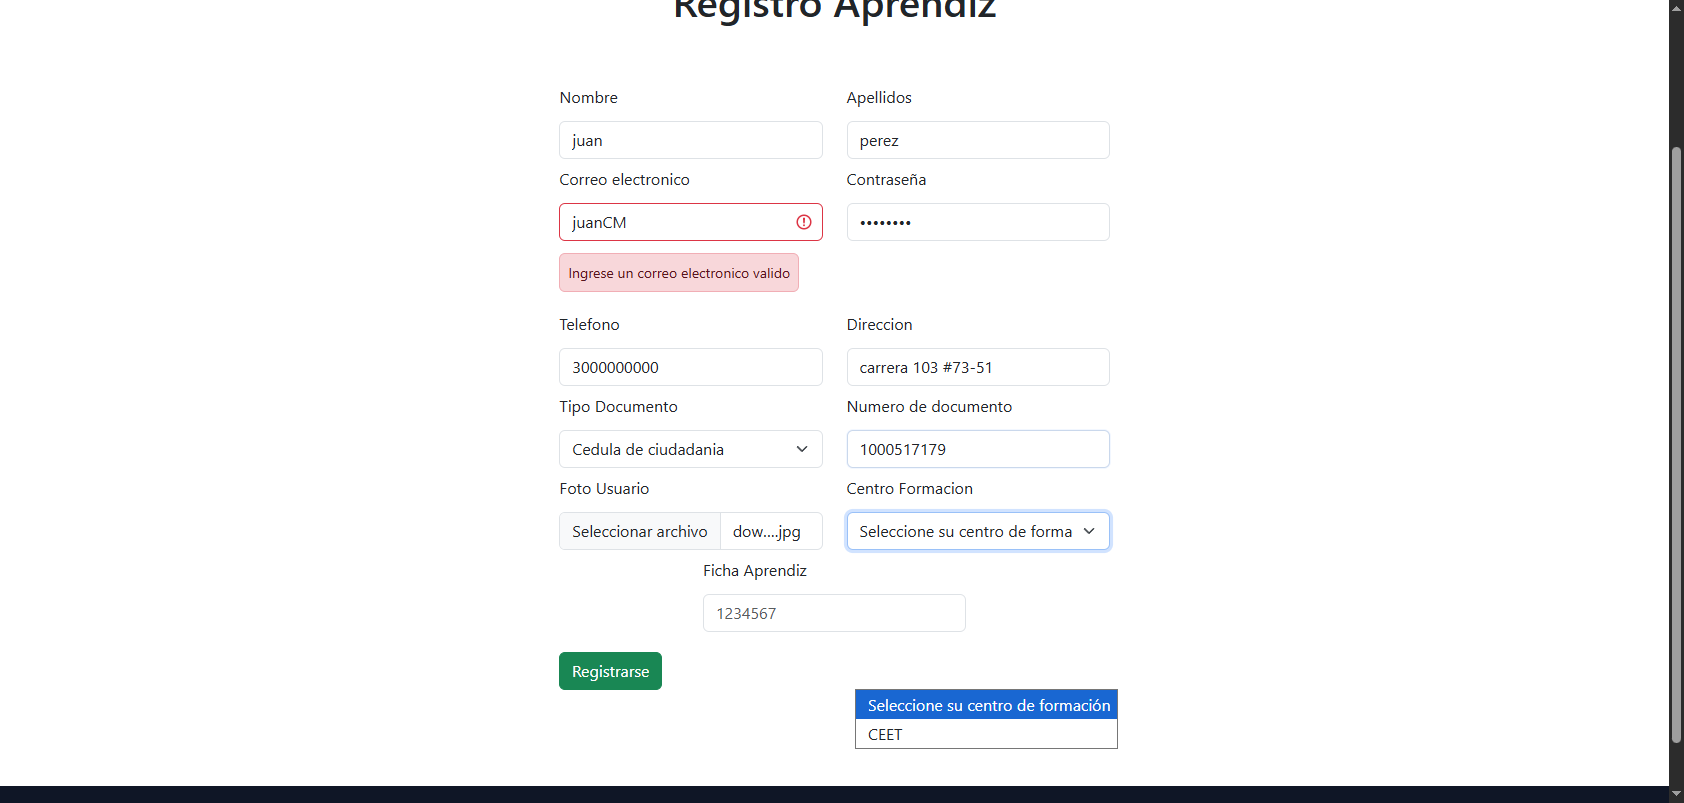 Registro Aprendiz
Nombre
Apellidos
juan
perez
Correo electronico
Contraseña
juanCM
••••••••
Ingrese un correo electronico valido
Telefono
Direccion
3000000000
carrera 103 #73-51
Tipo Documento
Numero de documento
Cedula de ciudadania
1000517179
Foto Usuario
Centro Formacion
Seleccionar archivo
dow....jpg
Seleccione su centro de forma
Ficha Aprendiz
1234567
Registrarse
Seleccione su centro de formación
CEET